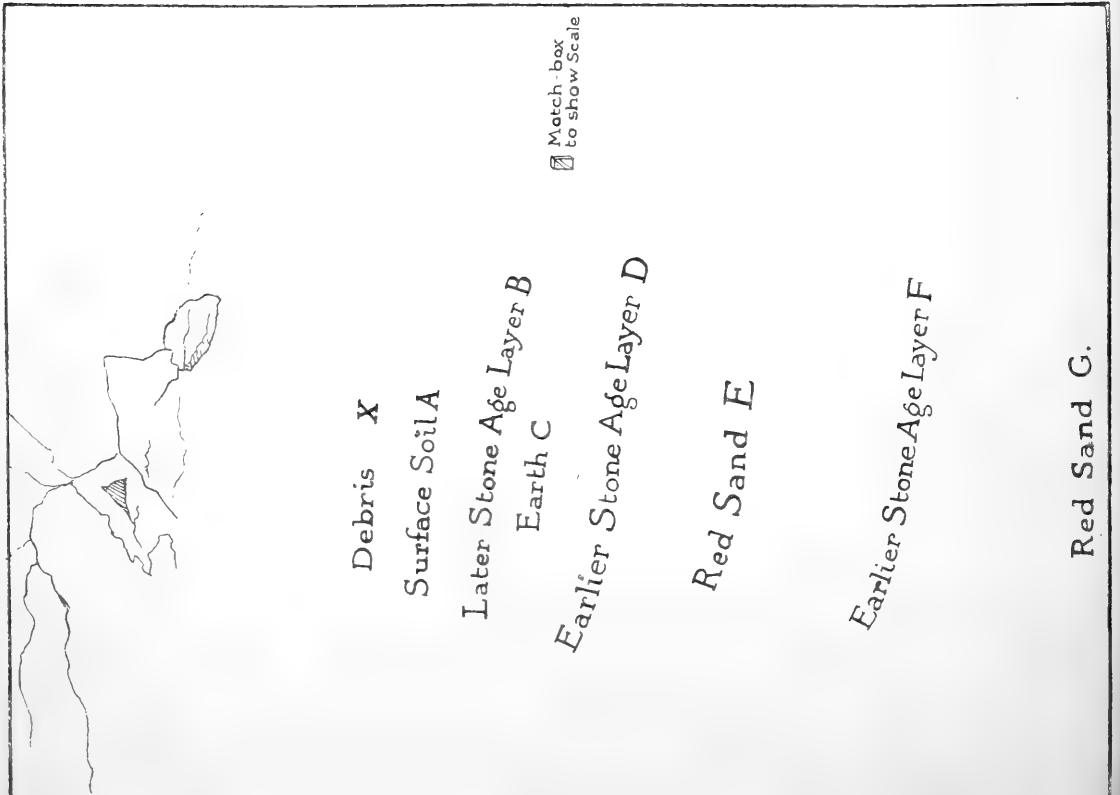 Debris X
Surface Soil A
Later Stone Age Layer B
Earth C
Match-box
to show Scale
Earlier Stone Age Layer D
Red Sand E
Earlier Stone Age Layer F
Red Sand G.